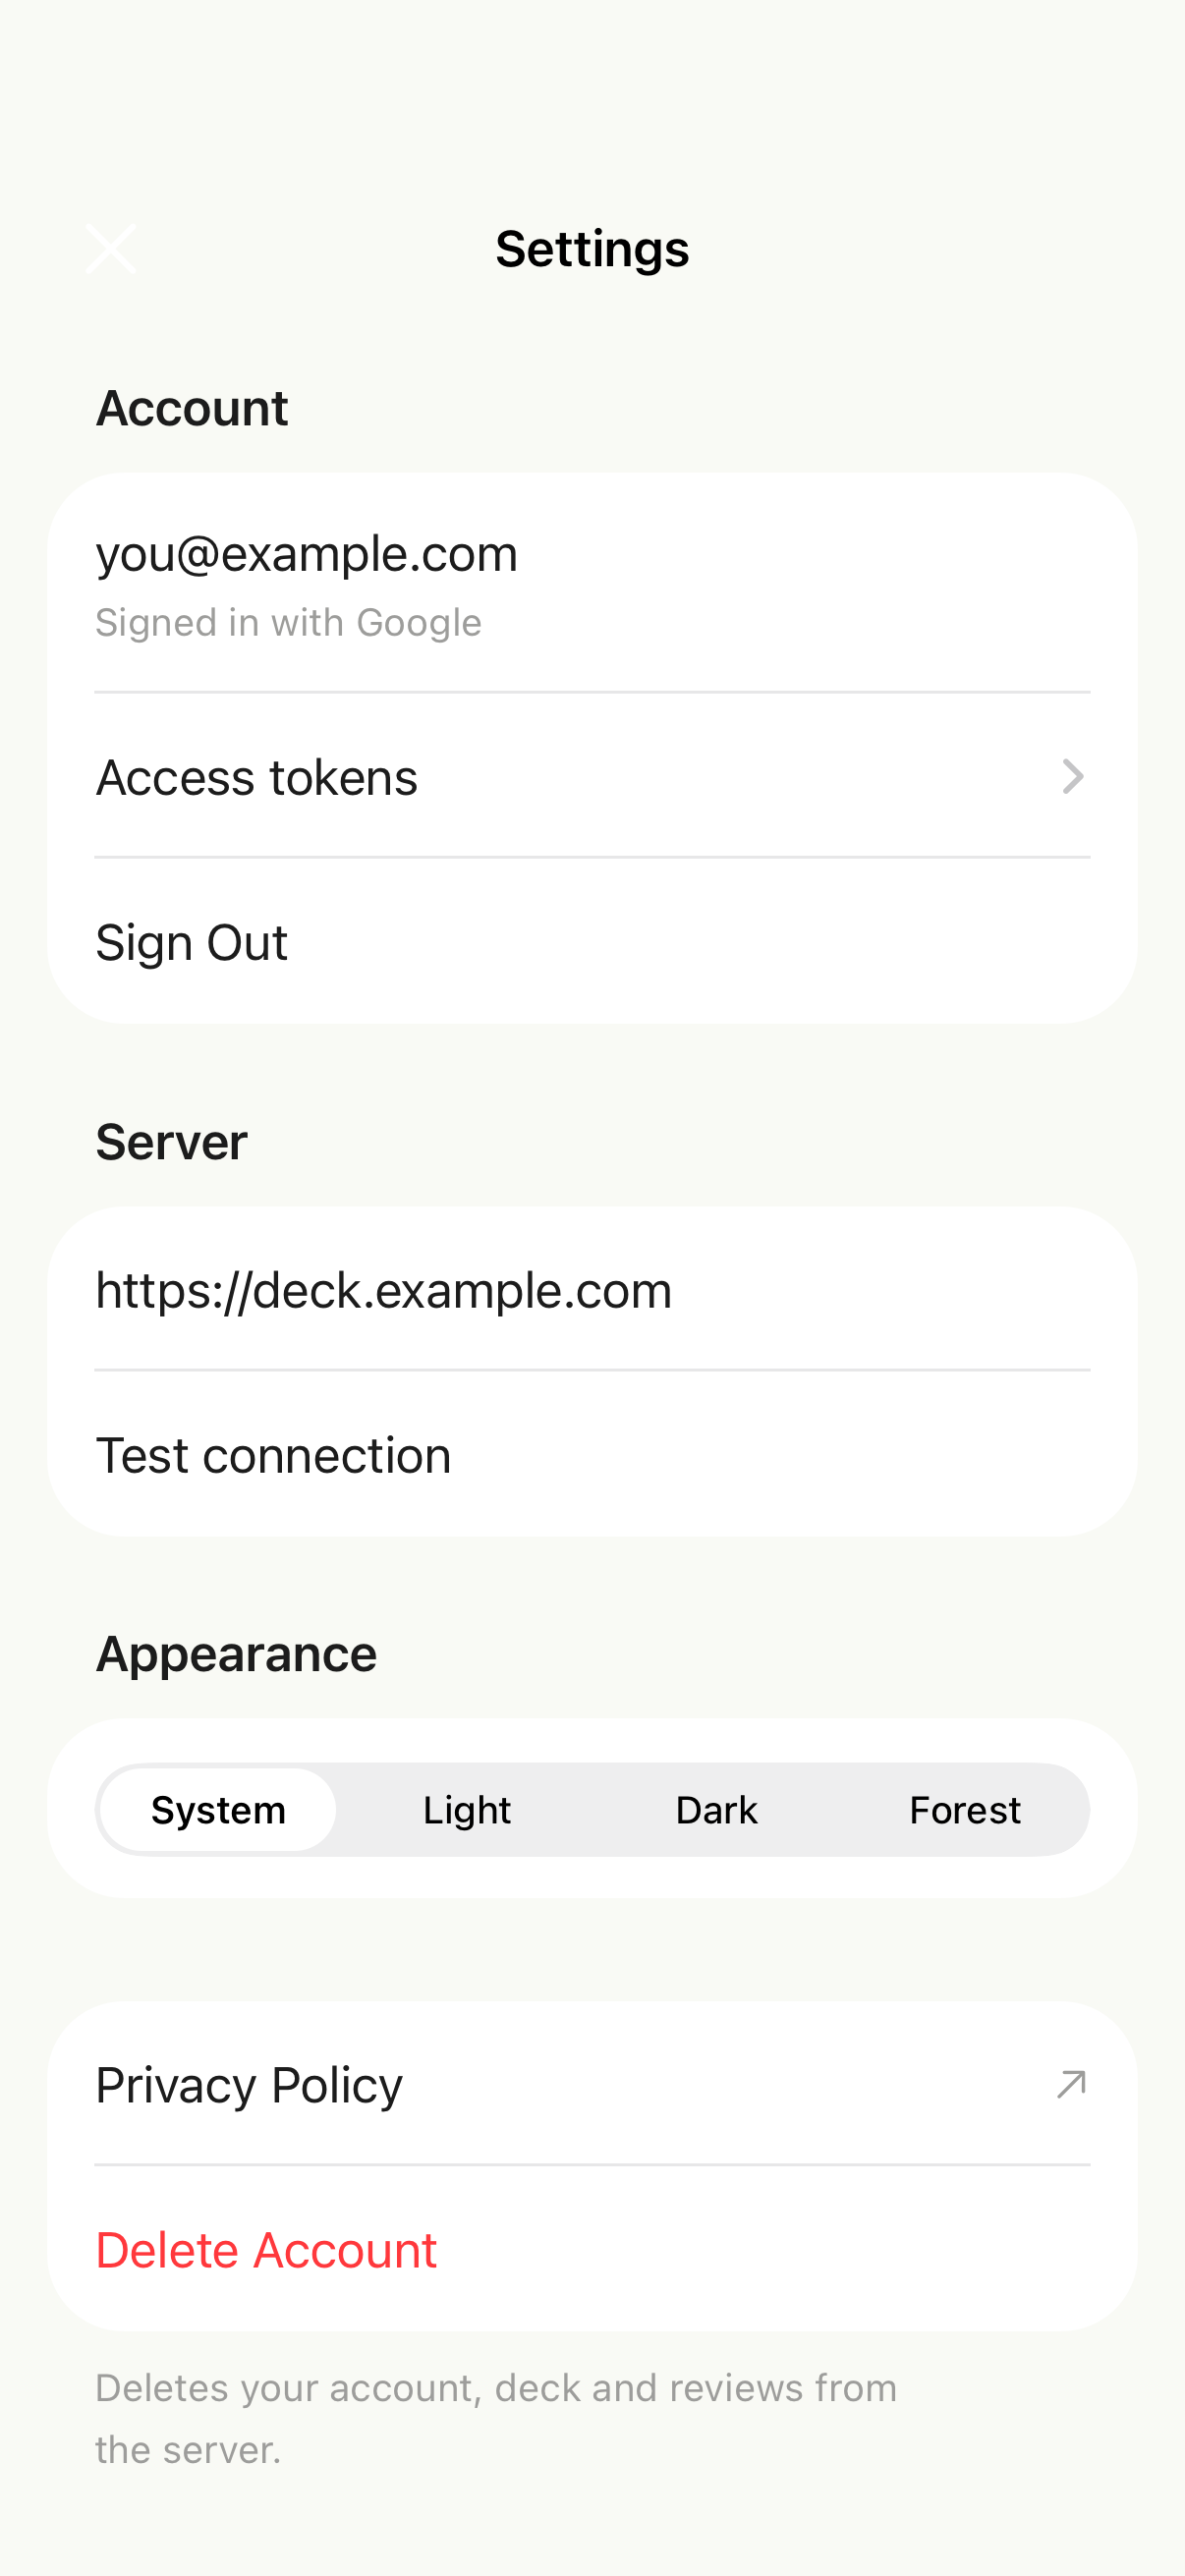 Settings
Account
you@example.com
Signed in with Google
Access tokens
Sign Out
Server
https://deck.example.com
Test connection
Appearance
System Light Dark Forest
Privacy Policy
Delete Account
Deletes your account, deck and reviews from
the server.